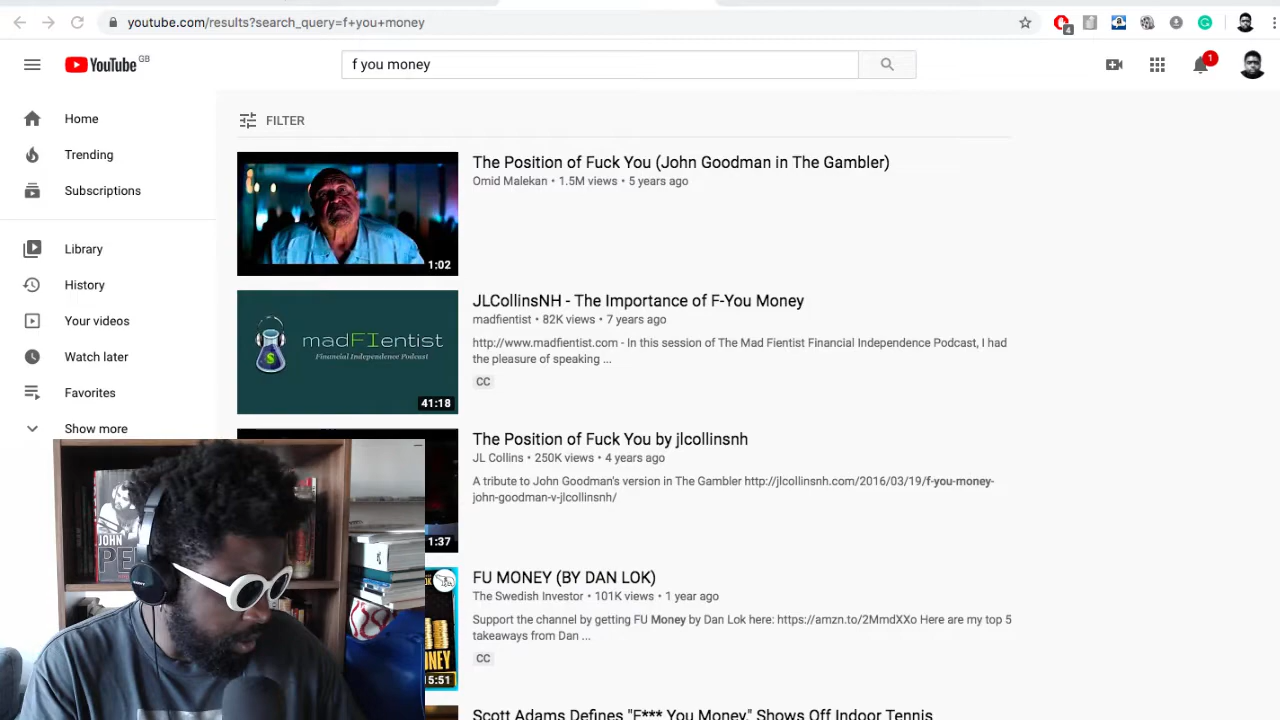 youtube.com/results?search_query=f+you+money
4
YouTube GB
f you money
1
Home
Trending
Subscriptions
Library
History
Your videos
Watch later
Favorites
Show more
FILTER
The Position of Fuck You (John Goodman in The Gambler)
Omid Malekan • 1.5M views • 5 years ago
1:02
JLCollinsNH - The Importance of F-You Money
madfientist • 82K views • 7 years ago
http://www.madfientist.com - In this session of The Mad Fientist Financial Independence Podcast, I had
the pleasure of speaking ...
CC
madFIentist
Financial Independence Podcast
$
41:18
The Position of Fuck You by jlcollinsnh
JL Collins • 250K views • 4 years ago
A tribute to John Goodman's version in The Gambler http://jlcollinsnh.com/2016/03/19/f-you-money-
john-goodman-v-jlcollinsnh/
1:37
FU MONEY (BY DAN LOK)
The Swedish Investor • 101K views • 1 year ago
Support the channel by getting FU Money by Dan Lok here: https://amzn.to/2MmdXXo Here are my top 5
takeaways from Dan ...
CC
15:51
Scott Adams Defines "F*** You Money," Shows Off Indoor Tennis
JOHN